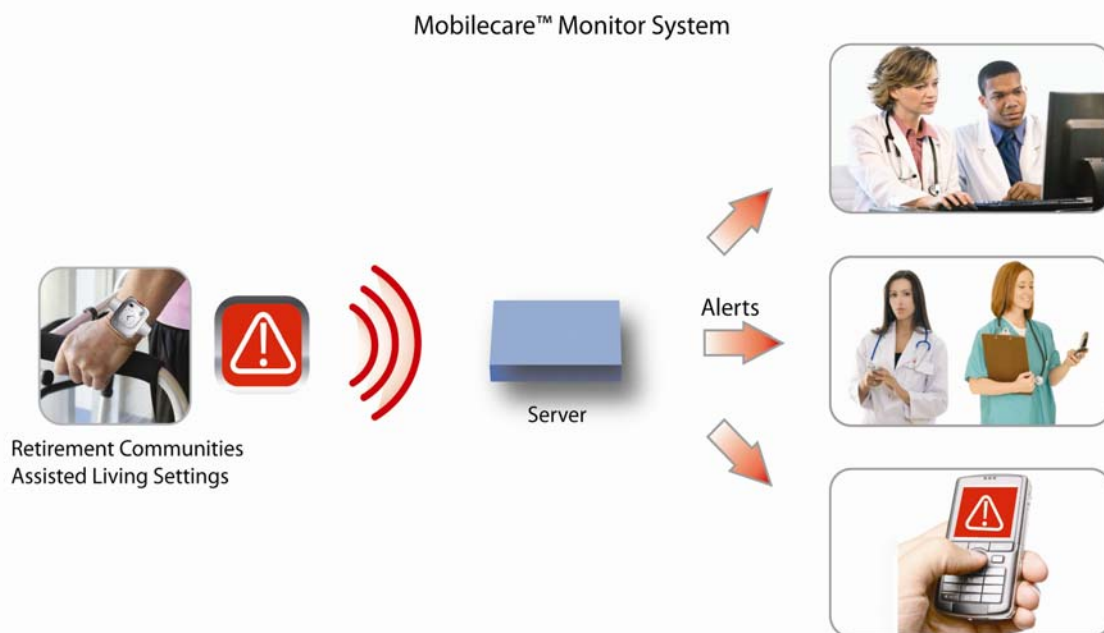 Mobilecare™ Monitor System
Alerts
Server
Retirement Communities
Assisted Living Settings